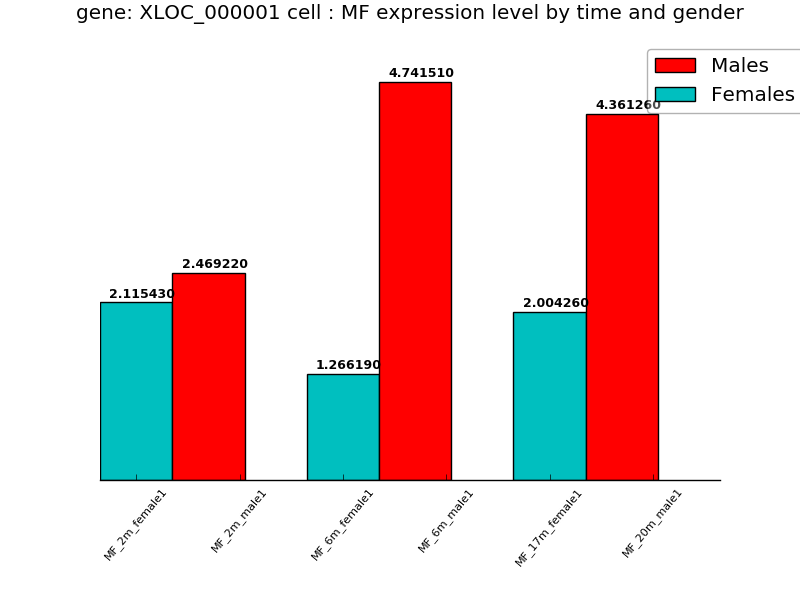 gene: XLOC_000001 cell : MF expression level by time and gender
Males
Females
4.741510
4.361260
2.469220
2.115430
2.004260
1.266190
MF_2m_female1
MF_2m_male1
MF_6m_female1
MF_6m_male1
MF_17m_female1
MF_20m_male1